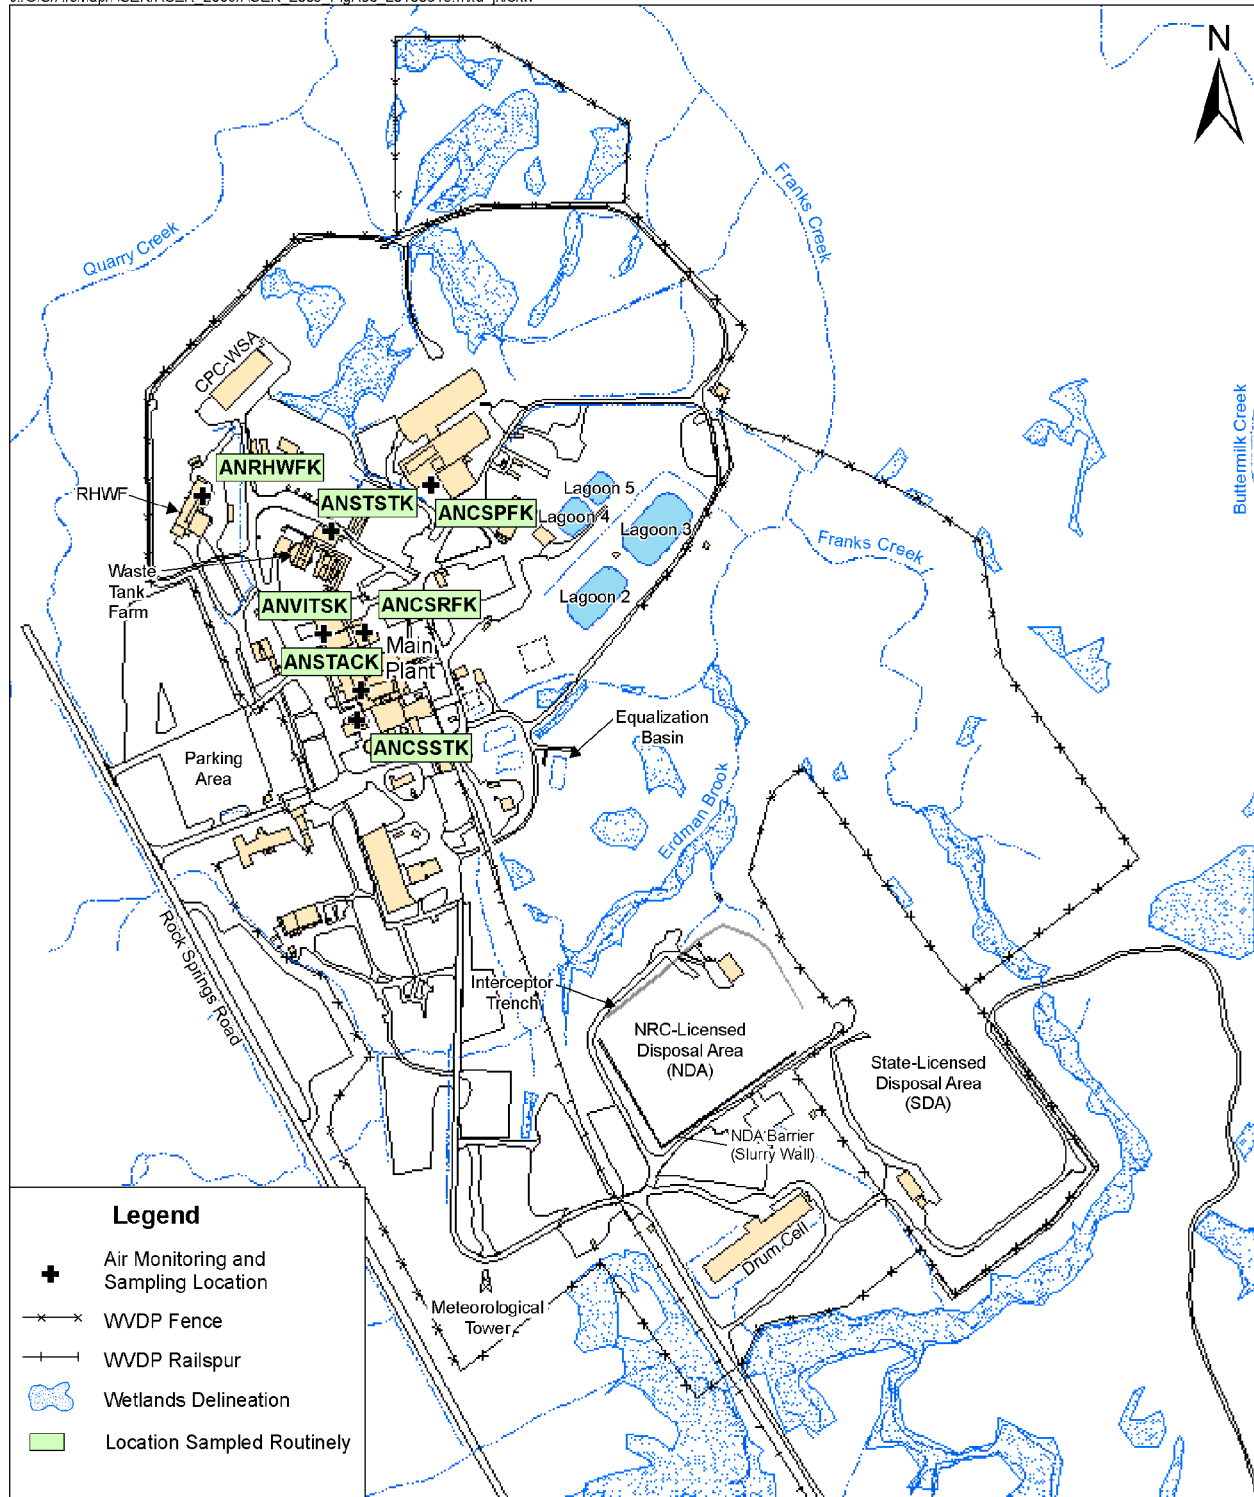 N
Quarry Creek
Franks Creek
CPC-WSA
Buttermilk Creek
ANRHWFK
RHWF
ANSTSTK
ANCSPFK
Lagoon 5
Lagoon 4
Lagoon 3
Franks Creek
Waste
Tank
Farm
Lagoon 2
ANVITSK
ANCSRFK
ANSTACK
Main
Plant
Equalization
Basin
ANCSSTK
Parking
Area
Erdman Brook
Rock Springs Road
Interceptor
Trench
NRC-Licensed
Disposal Area
(NDA)
State-Licensed
Disposal Area
(SDA)
NDA Barrier
(Slurry Wall)
Drum Cell
Meteorological
Tower
Legend
Air Monitoring and
Sampling Location
WVDP Fence
WVDP Railspur
Wetlands Delineation
Location Sampled Routinely